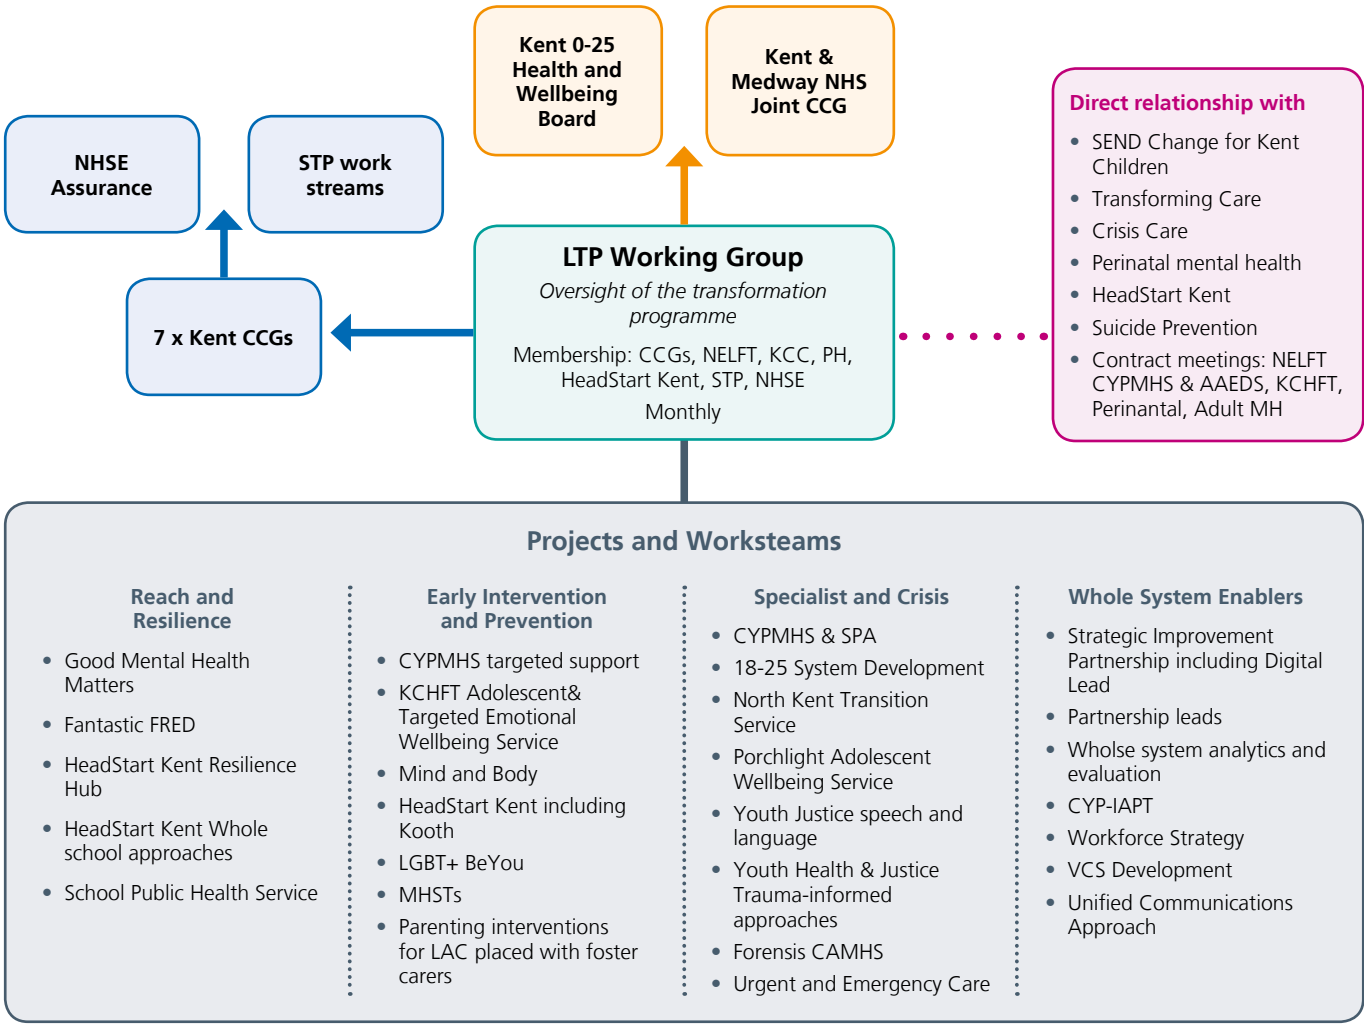 Kent 0-25
Health and
Wellbeing
Board
Kent &
Medway NHS
Joint CCG
NHSE
Assurance
STP work
streams
7 x Kent CCGs
LTP Working Group
Oversight of the transformation
programme
Membership: CCGs, NELFT, KCC, PH,
HeadStart Kent, STP, NHSE
Monthly
Direct relationship with
• SEND Change for Kent
Children
• Transforming Care
• Crisis Care
• Perinatal mental health
• HeadStart Kent
• Suicide Prevention
• Contract meetings: NELFT
CYPMHS & AAEDS, KCHFT,
Perinantal, Adult MH
Projects and Worksteams
Reach and
Resilience
• Good Mental Health
Matters
• Fantastic FRED
• HeadStart Kent Resilience
Hub
• HeadStart Kent Whole
school approaches
• School Public Health Service
Early Intervention
and Prevention
• CYPMHS targeted support
• KCHFT Adolescent&
Targeted Emotional
Wellbeing Service
• Mind and Body
• HeadStart Kent including
Kooth
• LGBT+ BeYou
• MHSTs
• Parenting interventions
for LAC placed with foster
carers
Specialist and Crisis
• CYPMHS & SPA
• 18-25 System Development
• North Kent Transition
Service
• Porchlight Adolescent
Wellbeing Service
• Youth Justice speech and
language
• Youth Health & Justice
Trauma-informed
approaches
• Forensis CAMHS
• Urgent and Emergency Care
Whole System Enablers
• Strategic Improvement
Partnership including Digital
Lead
• Partnership leads
• Wholse system analytics and
evaluation
• CYP-IAPT
• Workforce Strategy
• VCS Development
• Unified Communications
Approach